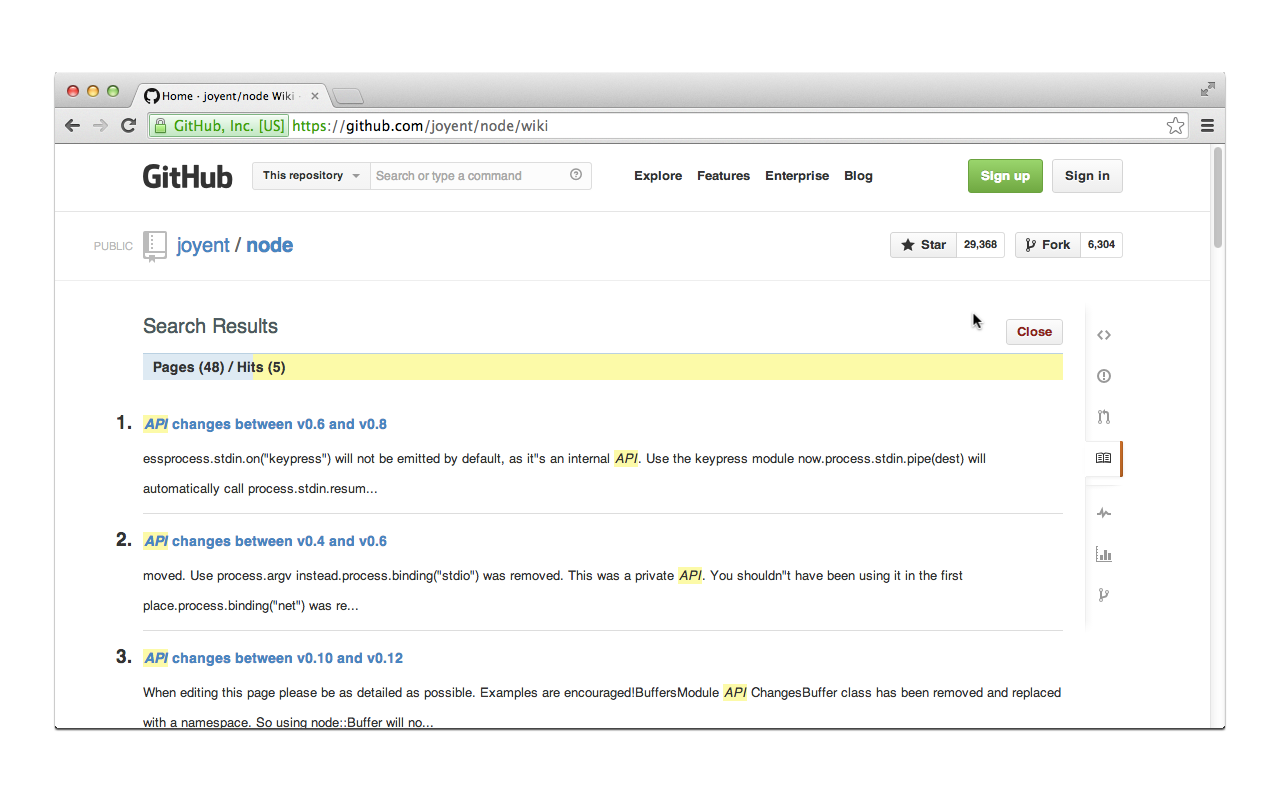 Home · joyent/node Wiki ·
GitHub, Inc. [US] https://github.com/joyent/node/wiki
GitHub This repository Search or type a command Explore Features Enterprise Blog Sign up Sign in
PUBLIC joyent / node Star 29,368 Fork 6,304
Search Results
Close
Pages (48) / Hits (5)
1. API changes between v0.6 and v0.8
essprocess.stdin.on("keypress") will not be emitted by default, as it"s an internal API. Use the keypress module now.process.stdin.pipe(dest) will
automatically call process.stdin.resum...
2. API changes between v0.4 and v0.6
moved. Use process.argv instead.process.binding("stdio") was removed. This was a private API. You shouldn"t have been using it in the first
place.process.binding("net") was re...
3. API changes between v0.10 and v0.12
When editing this page please be as detailed as possible. Examples are encouraged!BuffersModule API ChangesBuffer class has been removed and replaced
with a namespace. So using node::Buffer will no...